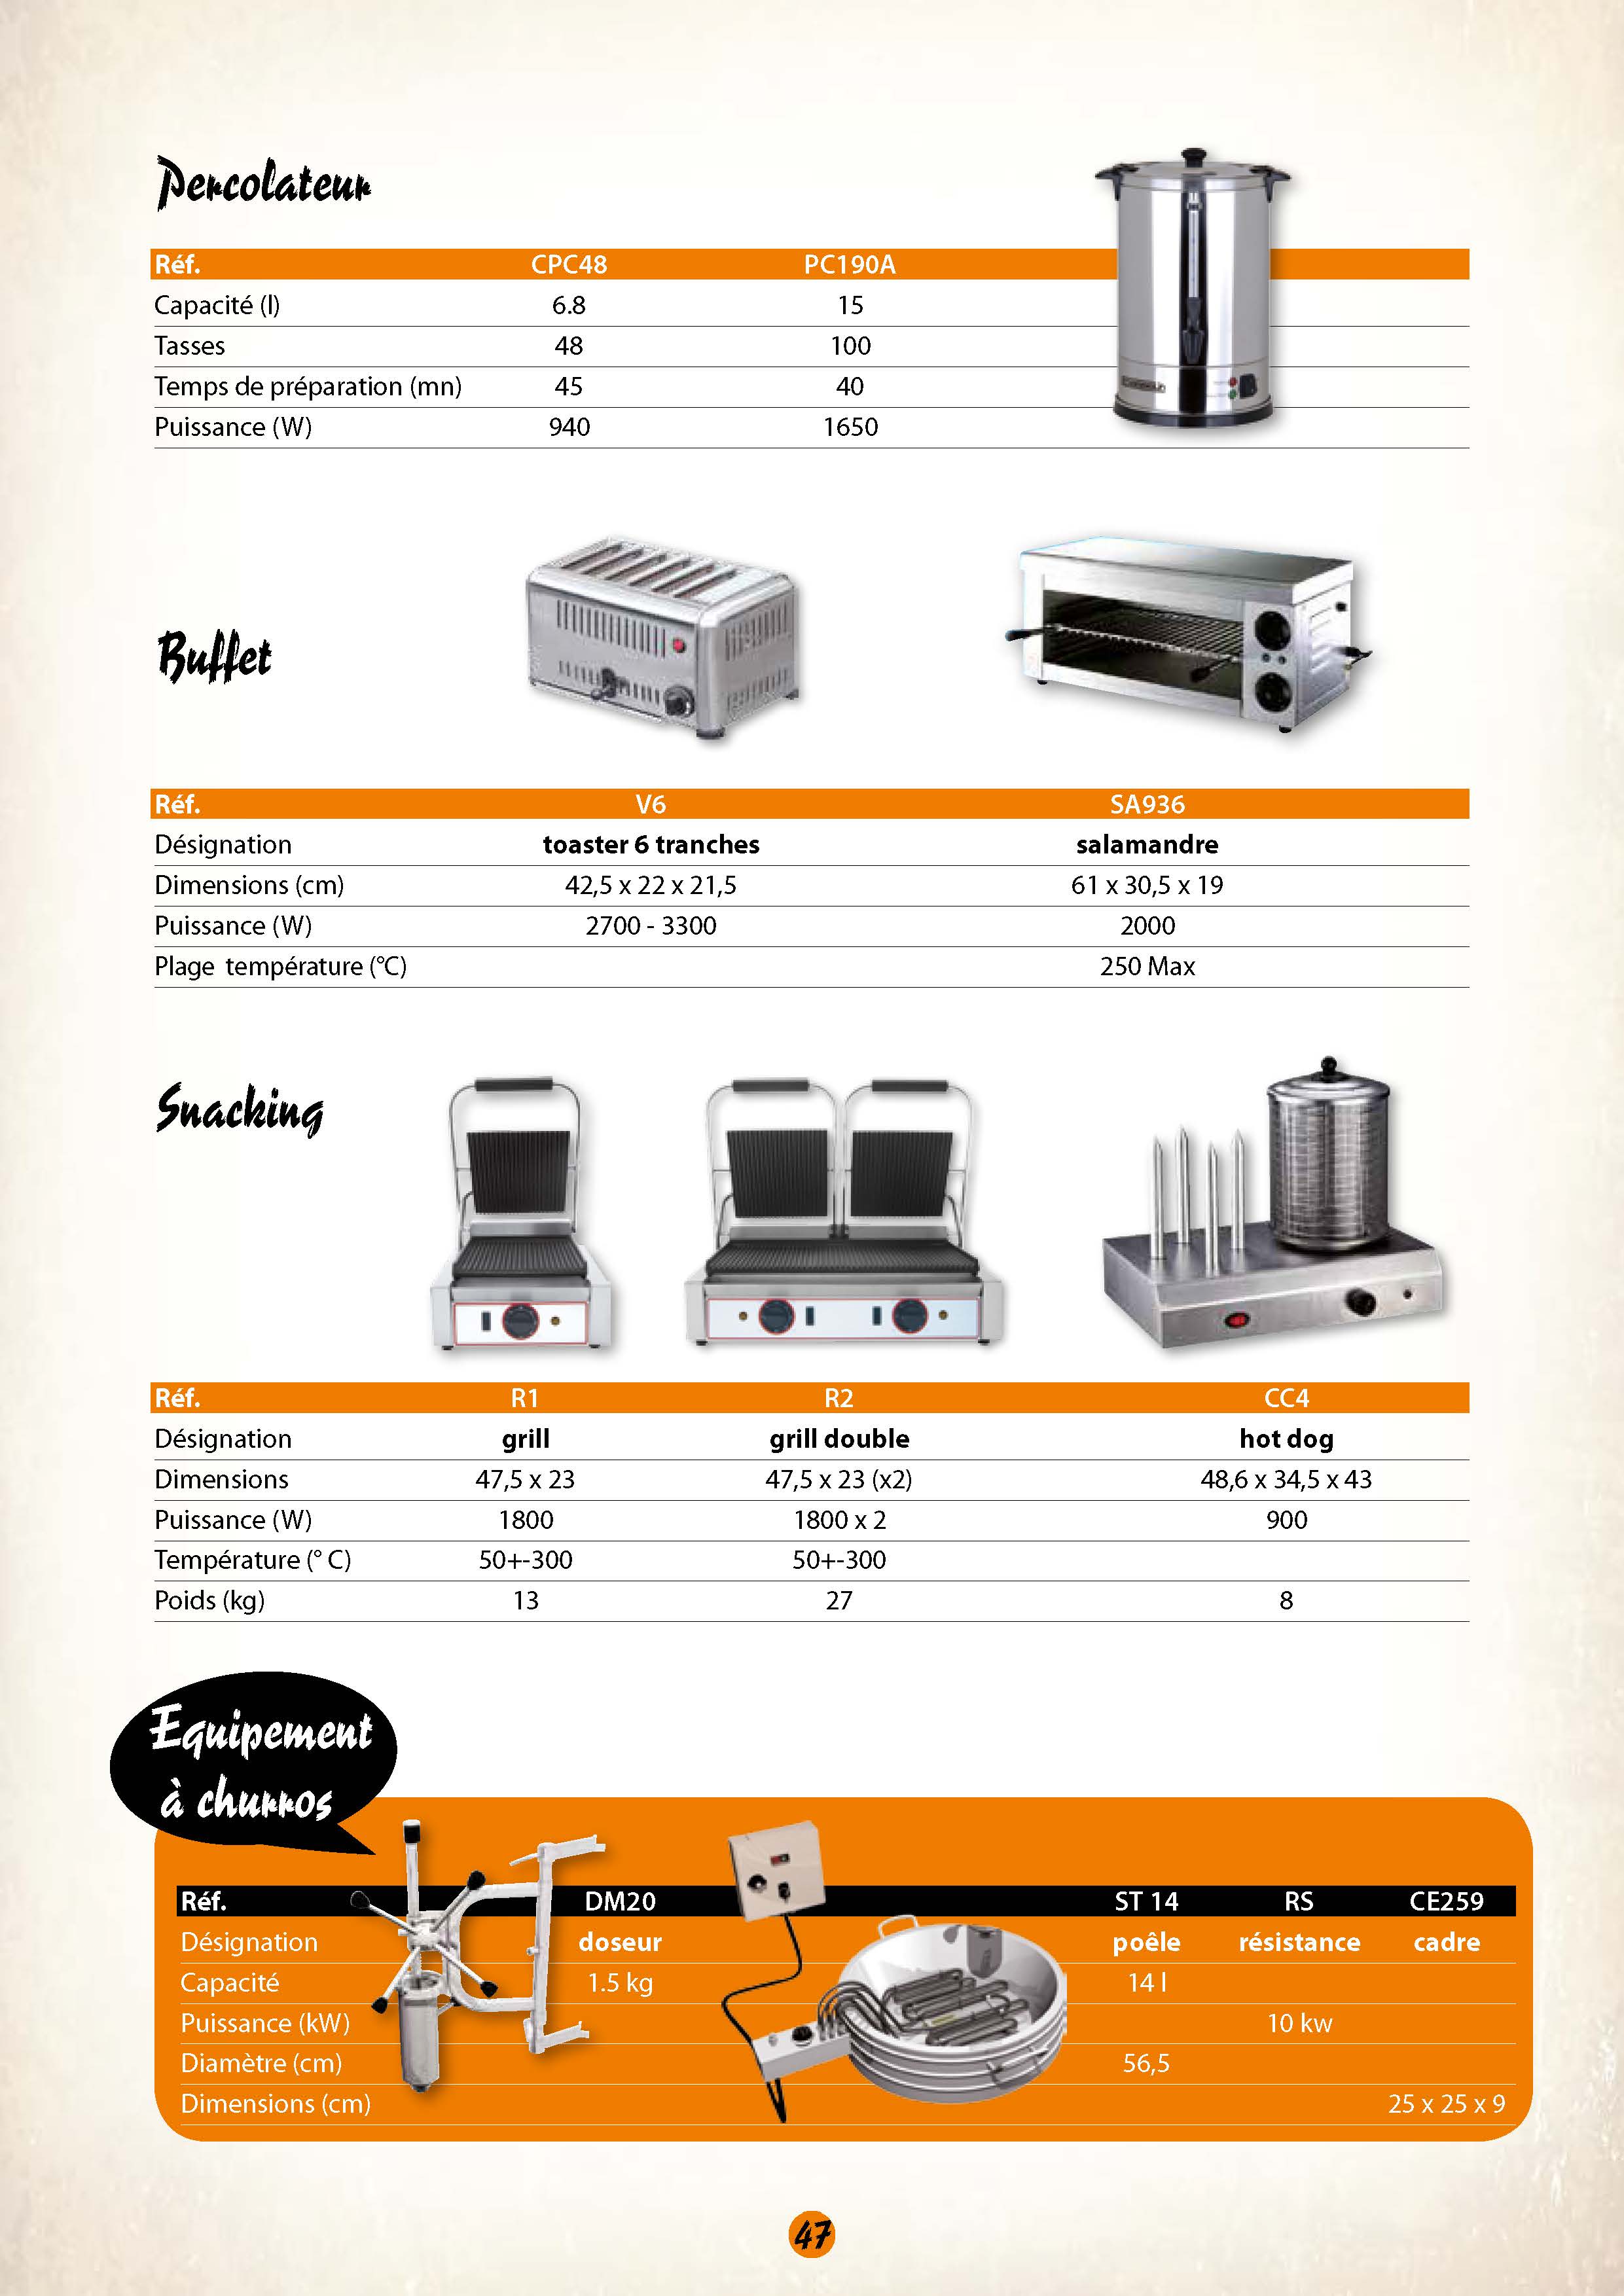 Percolateur
Réf. CPC48 PC190A
Capacité (l) 6.8 15
Tasses 48 100
Temps de préparation (mn) 45 40
Puissance (W) 940 1650
Buffet
Réf. V6 SA936
Désignation toaster 6 tranches salamandre
Dimensions (cm) 42,5 x 22 x 21,5 61 x 30,5 x 19
Puissance (W) 2700 - 3300 2000
Plage température (°C) 250 Max
Snacking
Réf. R1 R2 CC4
Désignation grill grill double hot dog
Dimensions 47,5 x 23 47,5 x 23 (x2) 48,6 x 34,5 x 43
Puissance (W) 1800 1800 x 2 900
Température (° C) 50+-300 50+-300
Poids (kg) 13 27 8
Equipement
à churros
Réf. DM20 ST 14 RS CE259
Désignation doseur poêle résistance cadre
Capacité 1.5 kg 14 l
Puissance (kW) 10 kw
Diamètre (cm) 56,5
Dimensions (cm) 25 x 25 x 9
47